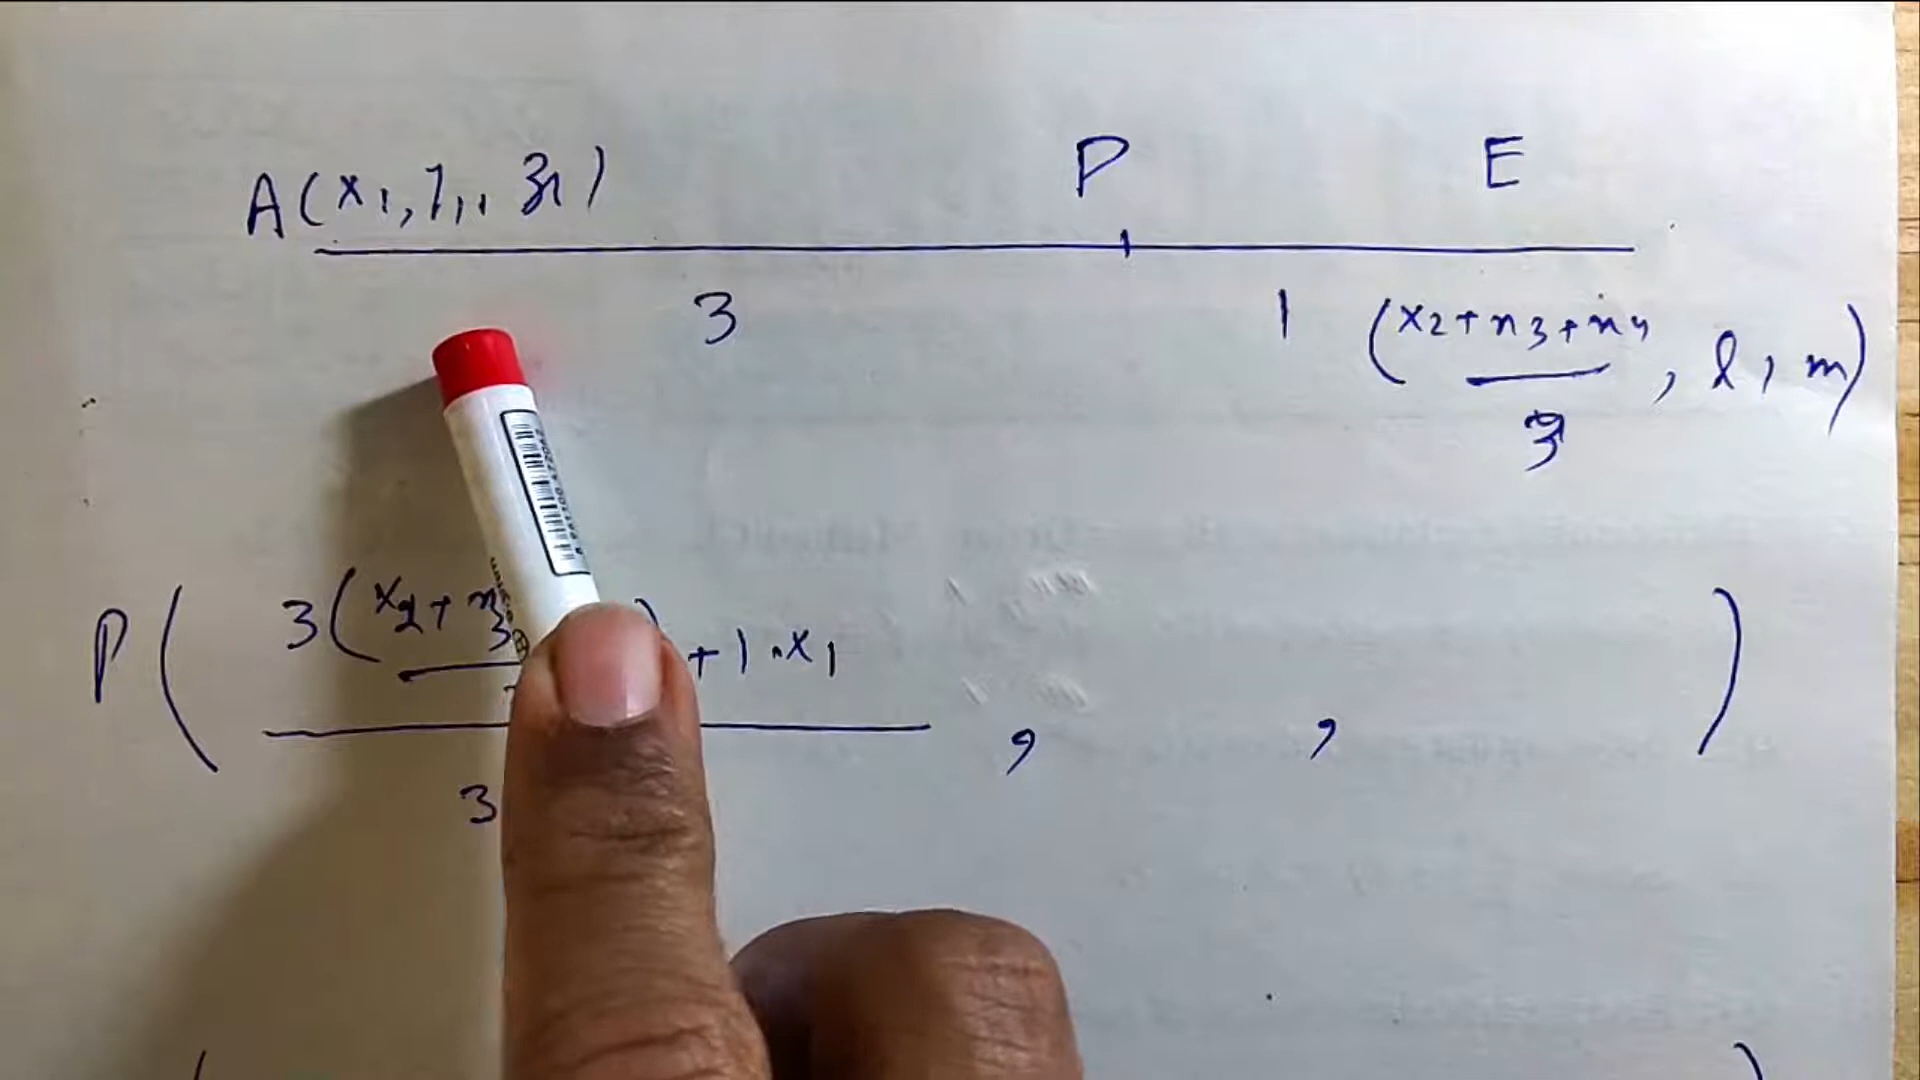 A(x1, y1, z1) P E
3 1 (x2+x3+x4/3, l, m)
P( 3(x2+x3 ) + 1·x1 / 3 , , )
( )